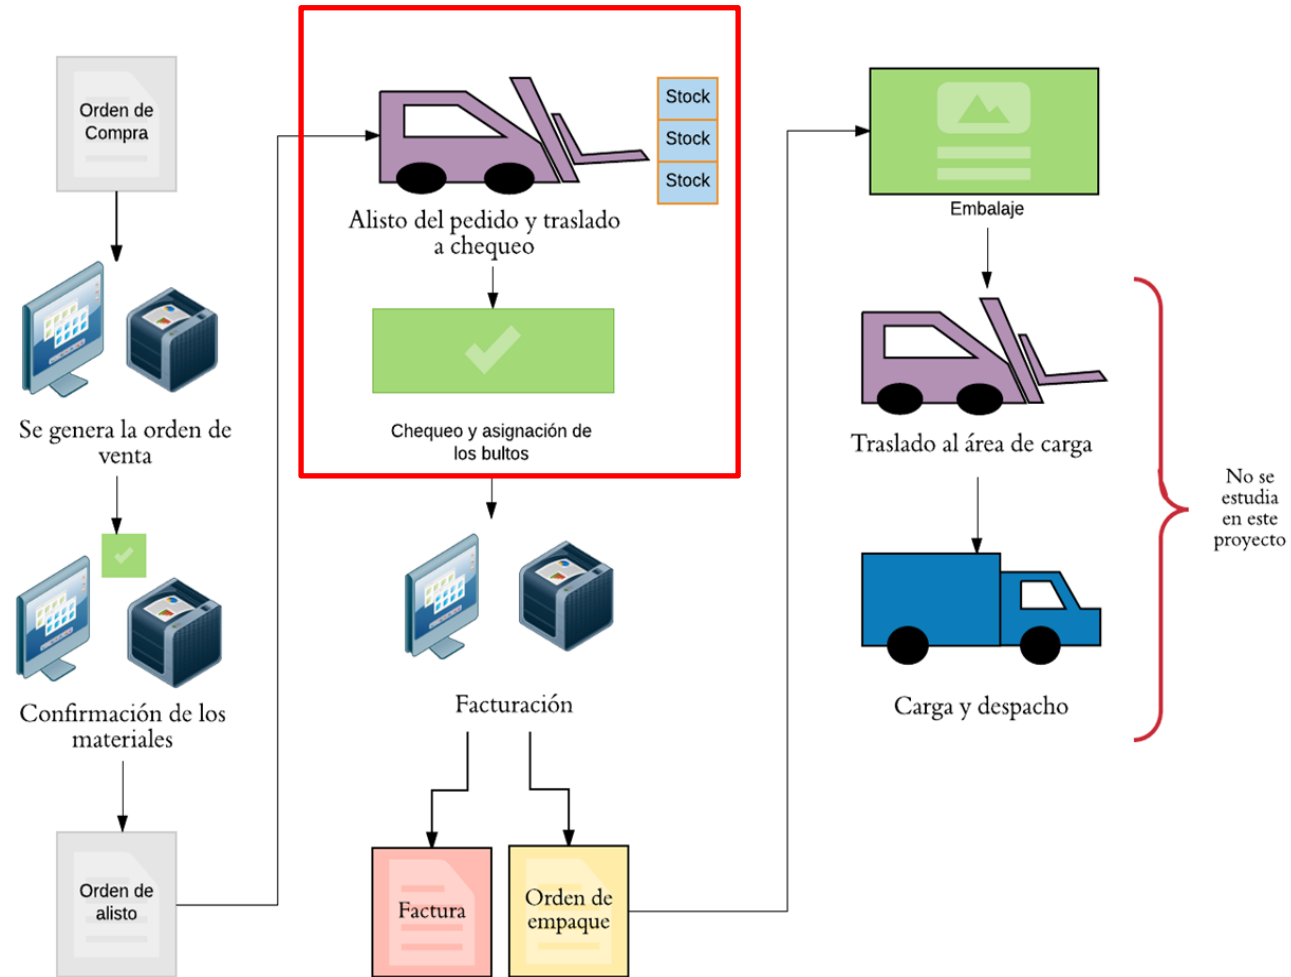 Orden de
Compra
Se genera la orden de
venta
Confirmación de los
materiales
Orden de
alisto
Stock
Stock
Stock
Alisto del pedido y traslado
a chequeo
Chequeo y asignación de
los bultos
Facturación
Factura
Orden de
empaque
Embalaje
Traslado al área de carga
Carga y despacho
No se
estudia
en este
proyecto